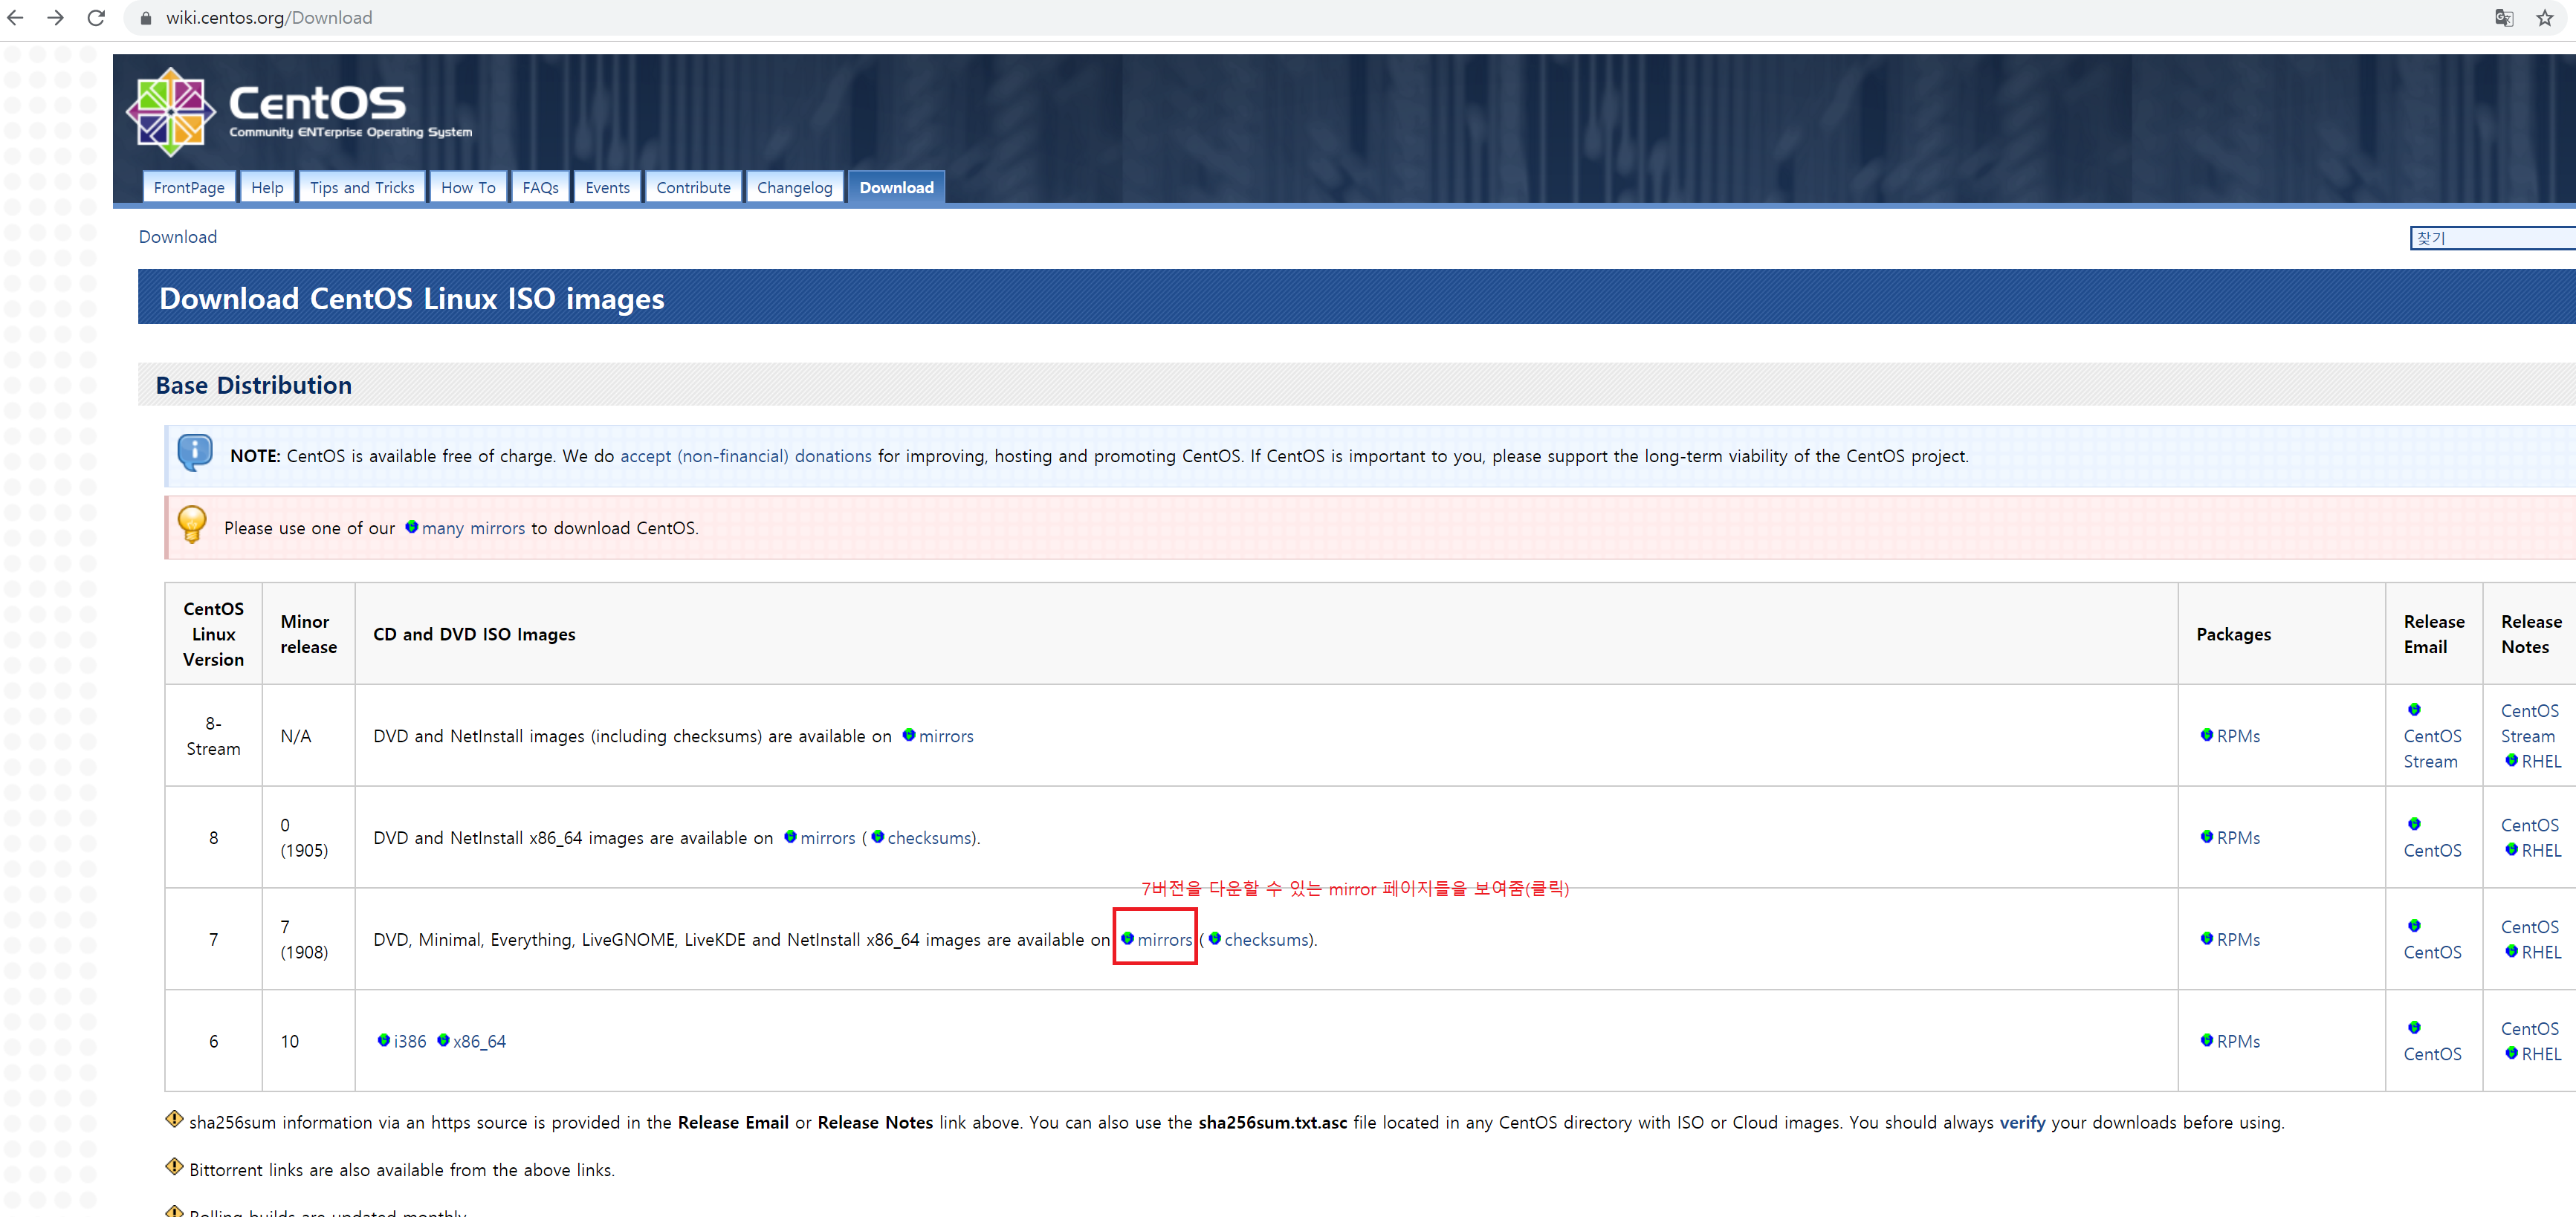 wiki.centos.org/Download
CentOS
Community ENTerprise Operating System
FrontPage Help Tips and Tricks How To FAQs Events Contribute Changelog Download
Download
찾기
Download CentOS Linux ISO images
Base Distribution
NOTE: CentOS is available free of charge. We do accept (non-financial) donations for improving, hosting and promoting CentOS. If CentOS is important to you, please support the long-term viability of the CentOS project.
Please use one of our many mirrors to download CentOS.
CentOS
Linux
Version
Minor
release
CD and DVD ISO Images
Packages
Release
Email
Release
Notes
8-
Stream
N/A
DVD and NetInstall images (including checksums) are available on mirrors
RPMs
CentOS
Stream
CentOS
Stream
RHEL
8
0
(1905)
DVD and NetInstall x86_64 images are available on mirrors ( checksums).
RPMs
CentOS
CentOS
RHEL
7버전을 다운할 수 있는 mirror 페이지들을 보여줌(클릭)
7
7
(1908)
DVD, Minimal, Everything, LiveGNOME, LiveKDE and NetInstall x86_64 images are available on mirrors ( checksums).
RPMs
CentOS
CentOS
RHEL
6
10
i386 x86_64
RPMs
CentOS
CentOS
RHEL
sha256sum information via an https source is provided in the Release Email or Release Notes link above. You can also use the sha256sum.txt.asc file located in any CentOS directory with ISO or Cloud images. You should always verify your downloads before using.
Bittorrent links are also available from the above links.
Rolling builds are updated monthly